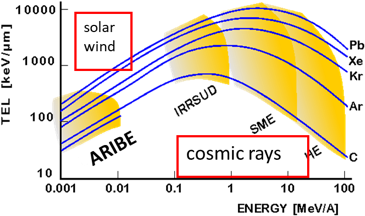 10000
1000
100
10
TEL [keV/µm]
solar
wind
ARIBE
IRRSUD
SME
HE
cosmic rays
Pb
Xe
Kr
Ar
C
0.001
0.01
0.1
1
10
100
ENERGY [MeV/A]